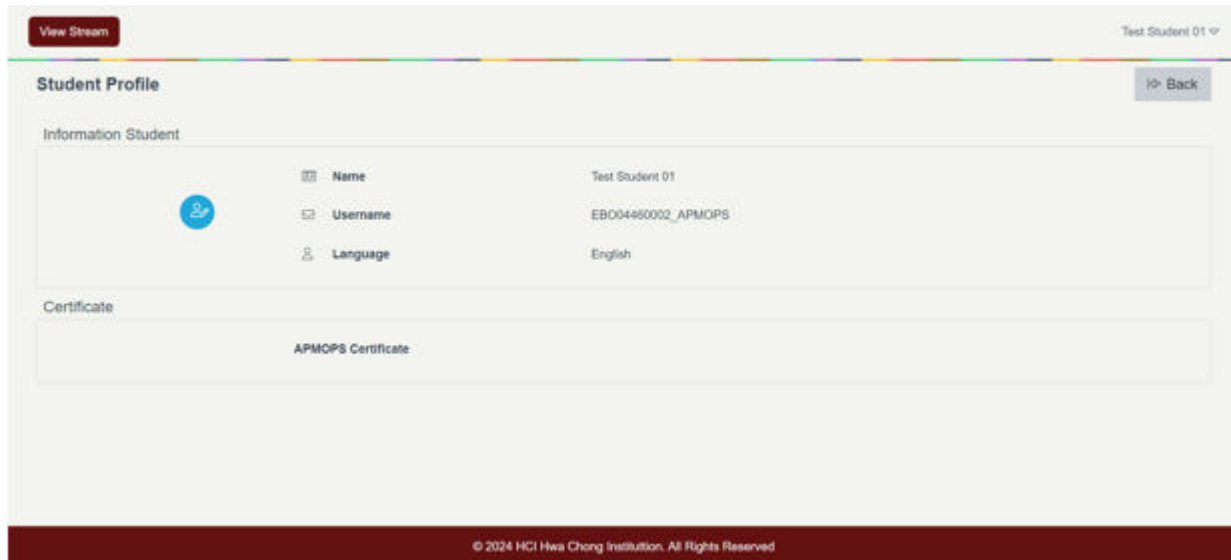 View Stream
Test Student 01
Student Profile
Back
Information Student
Name Test Student 01
Username EBO04460002_APMOPS
Language English
Certificate
APMOPS Certificate
© 2024 HCI Hwa Chong Instituttion. All Rights Reserved